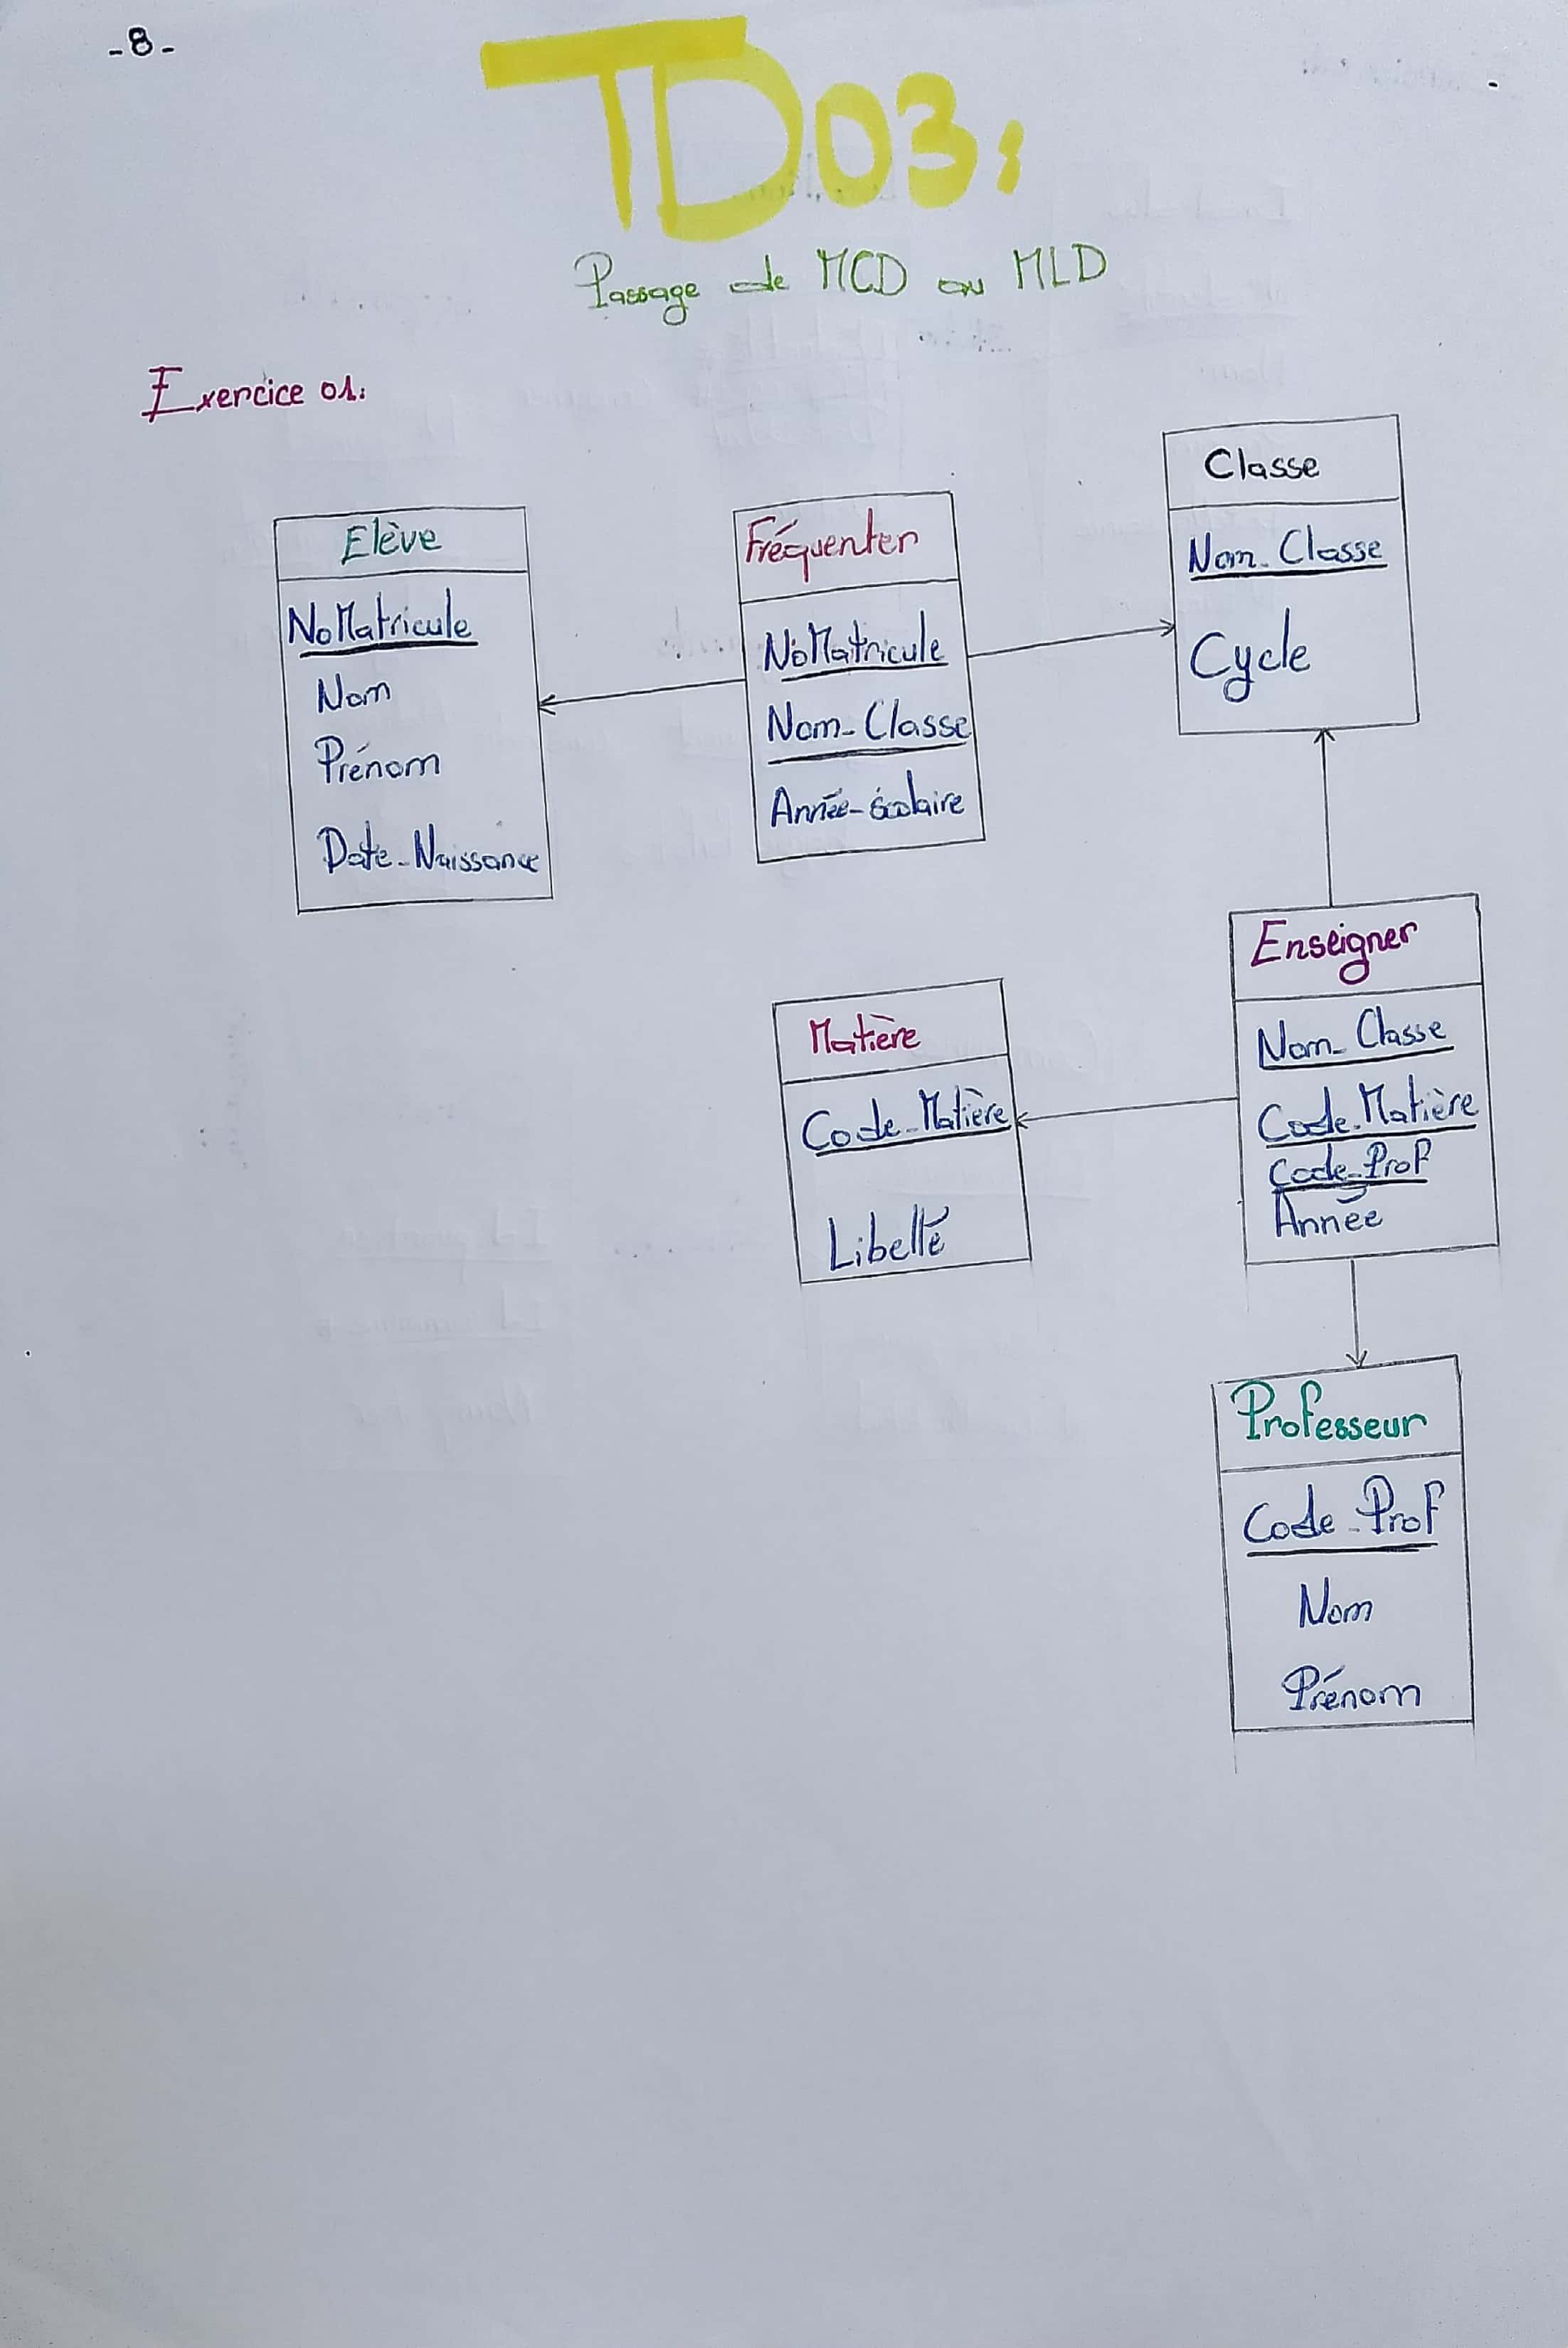 -8-
TD03:
Passage de MCD au MLD
Exercice 01:
Elève
NoMatricule
Nom
Prénom
Date_Naissance
Fréquenter
NoMatricule
Nom_Classe
Année-scolaire
Classe
Nom_Classe
Cycle
Matière
Code_Matière
Libellé
Enseigner
Nom_Classe
Code_Matière
Code_Prof
Année
Professeur
Code_Prof
Nom
Prénom